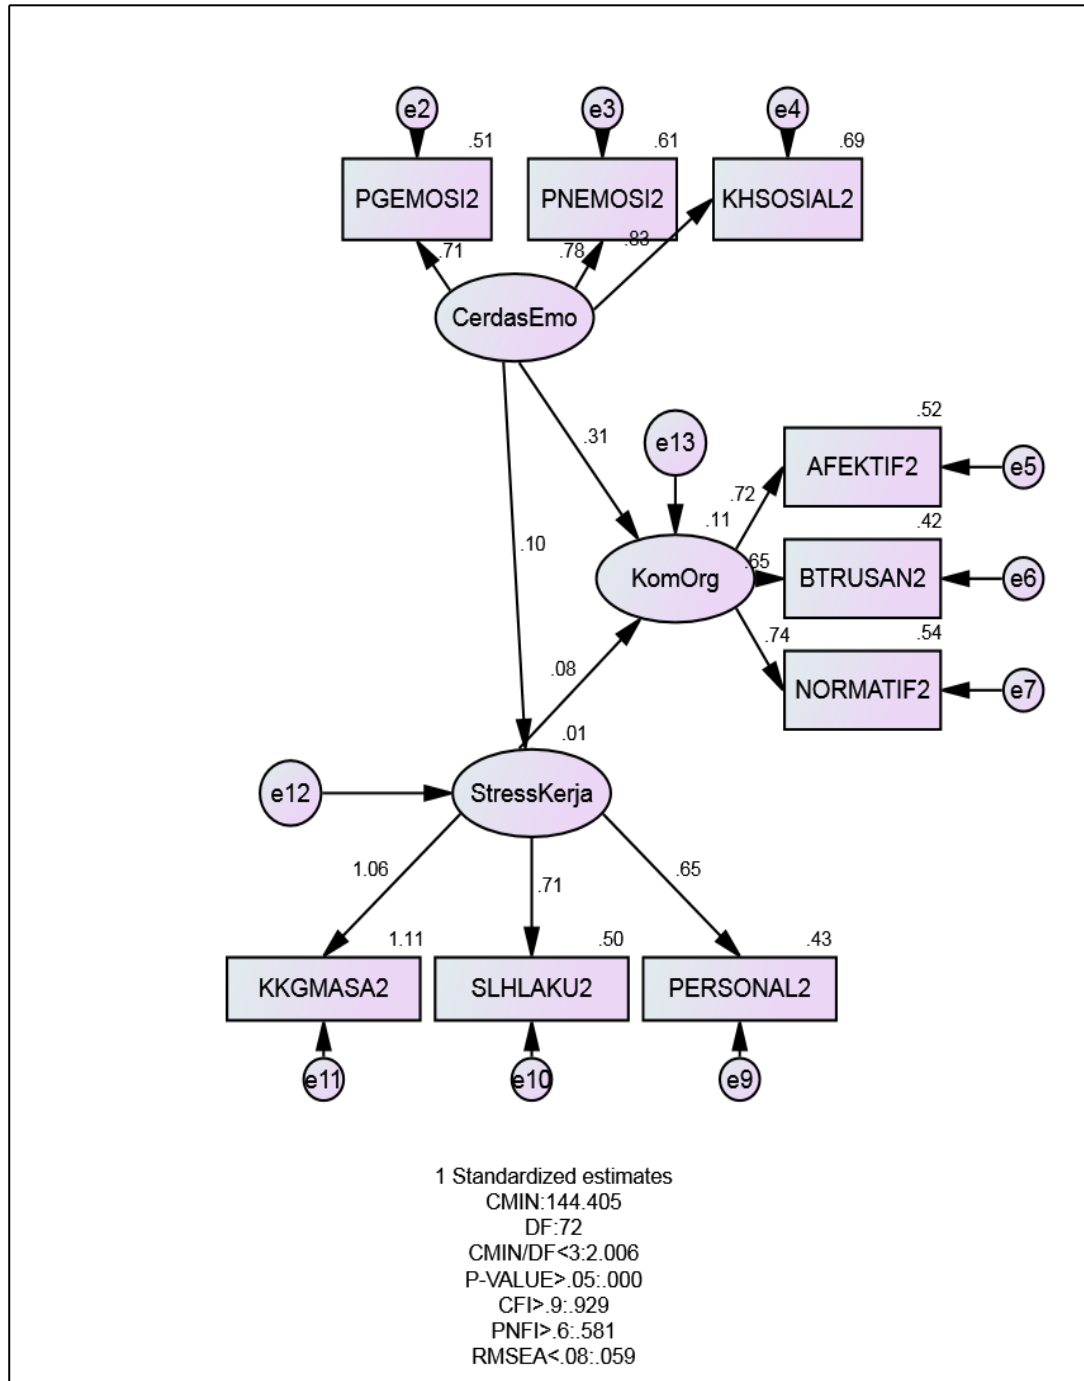 e2
e3
e4
.51
.61
.69
PGEMOSI2
PNEMOSI2
KHSOSIAL2
.71
.78
.83
CerdasEmo
.31
.10
e13
.52
AFEKTIF2
e5
.72
.11
.42
KomOrg
.65
BTRUSAN2
e6
.74
.54
NORMATIF2
e7
.08
.01
e12
StressKerja
1.06
.71
.65
1.11
.50
.43
KKGMASA2
SLHLAKU2
PERSONAL2
e11
e10
e9
1 Standardized estimates
CMIN:144.405
DF:72
CMIN/DF<3:2.006
P-VALUE>.05:.000
CFI>.9:.929
PNFI>.6:.581
RMSEA<.08:.059